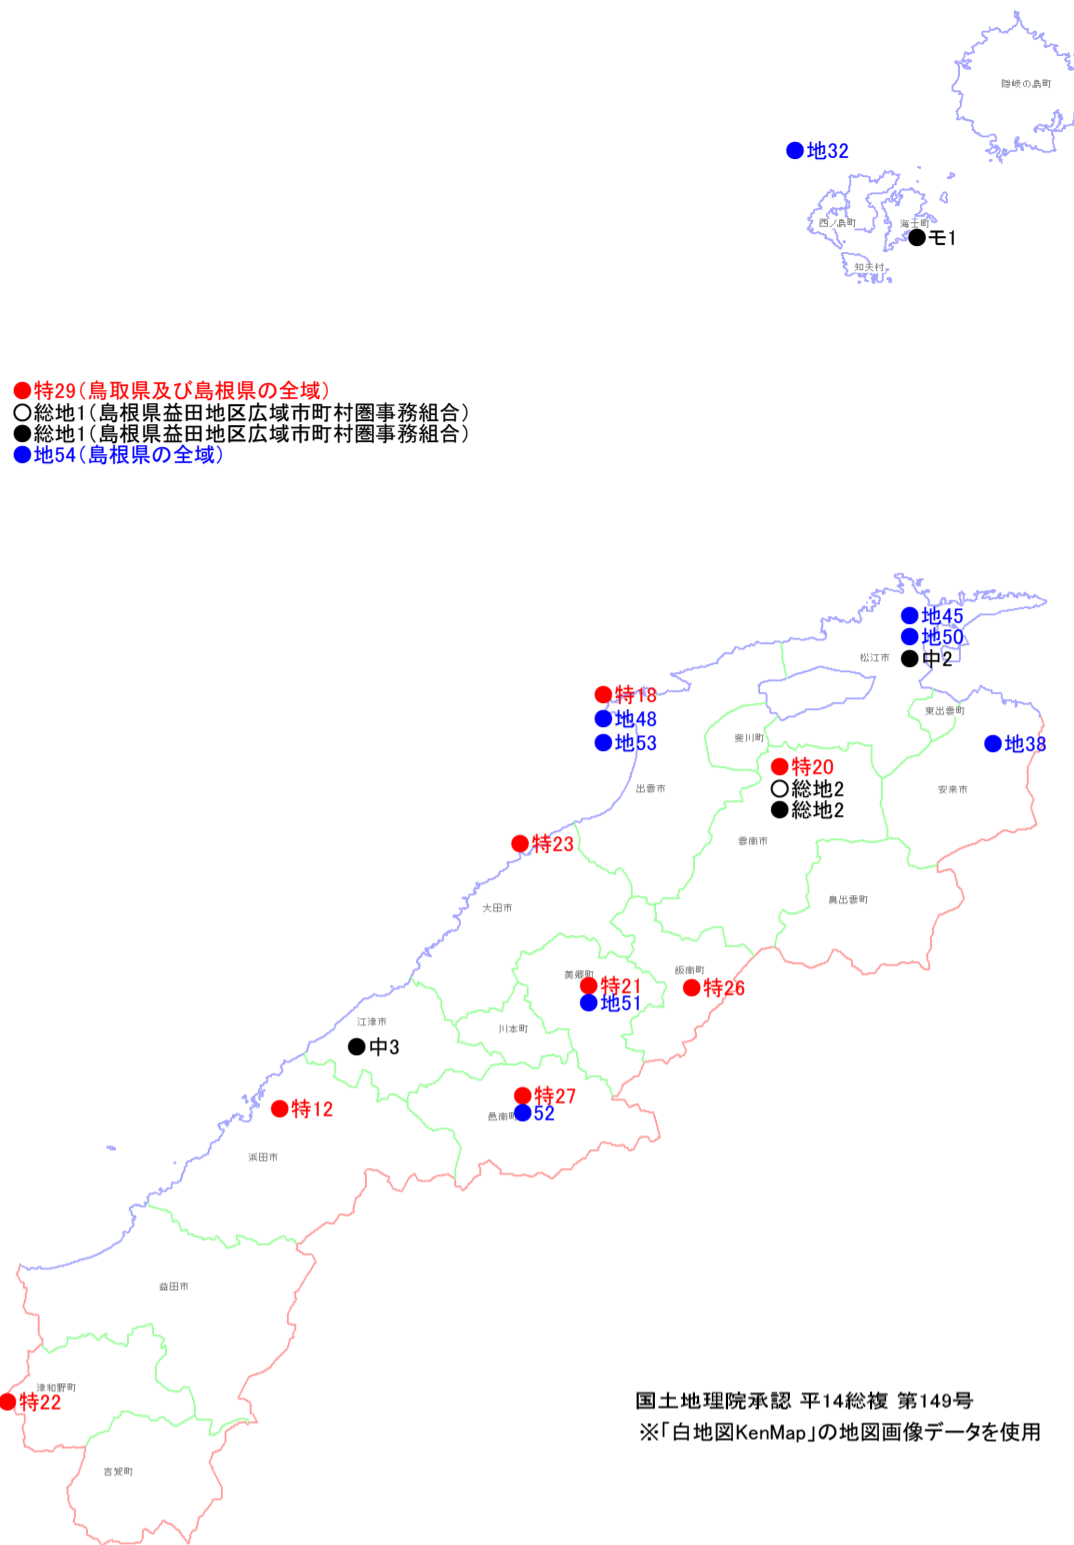 隠岐の島町
地32
西ノ島町
海士町
モ1
知夫村
特29(鳥取県及び島根県の全域)
総地1(島根県益田地区広域市町村圏事務組合)
総地1(島根県益田地区広域市町村圏事務組合)
地54(島根県の全域)
地45
地50
松江市
中2
特18
東出雲町
地48
斐川町
地53
地38
特20
出雲市
総地2
安来市
総地2
雲南市
特23
奥出雲町
大田市
飯南町
美郷町
特21
特26
地51
江津市
川本町
中3
特27
特12
邑南町
52
浜田市
益田市
津和野町
特22
国土地理院承認 平14総複 第149号
※「白地図KenMap」の地図画像データを使用
吉賀町